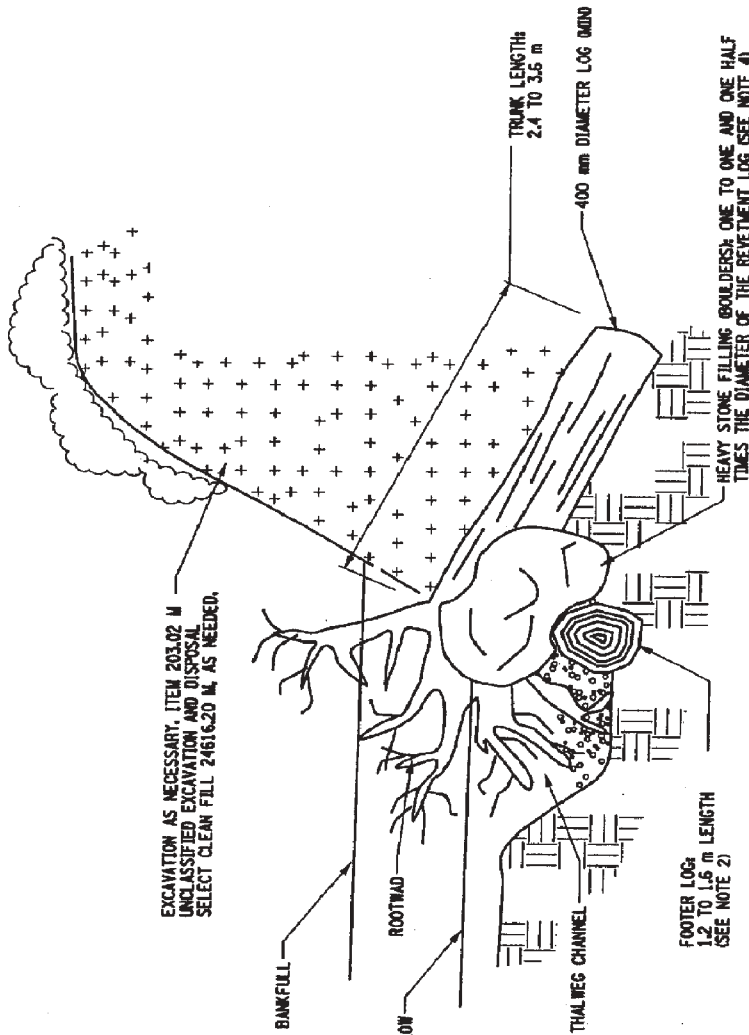 EXCAVATION AS NECESSARY, ITEM 203.02 M
UNCLASSIFIED EXCAVATION AND DISPOSAL
SELECT CLEAN FILL 24616.20 M, AS NEEDED.
BANKFULL
ROOTWAD
OW
THALWEG CHANNEL
FOOTER LOG:
1.2 TO 1.6 m LENGTH
(SEE NOTE 2)
TRUNK LENGTH:
2.4 TO 3.6 m
400 mm DIAMETER LOG (MIN)
HEAVY STONE FILLING (BOULDERS): ONE TO ONE AND ONE HALF
TIMES THE DIAMETER OF THE REVETMENT LOG (SEE NOTE 4)